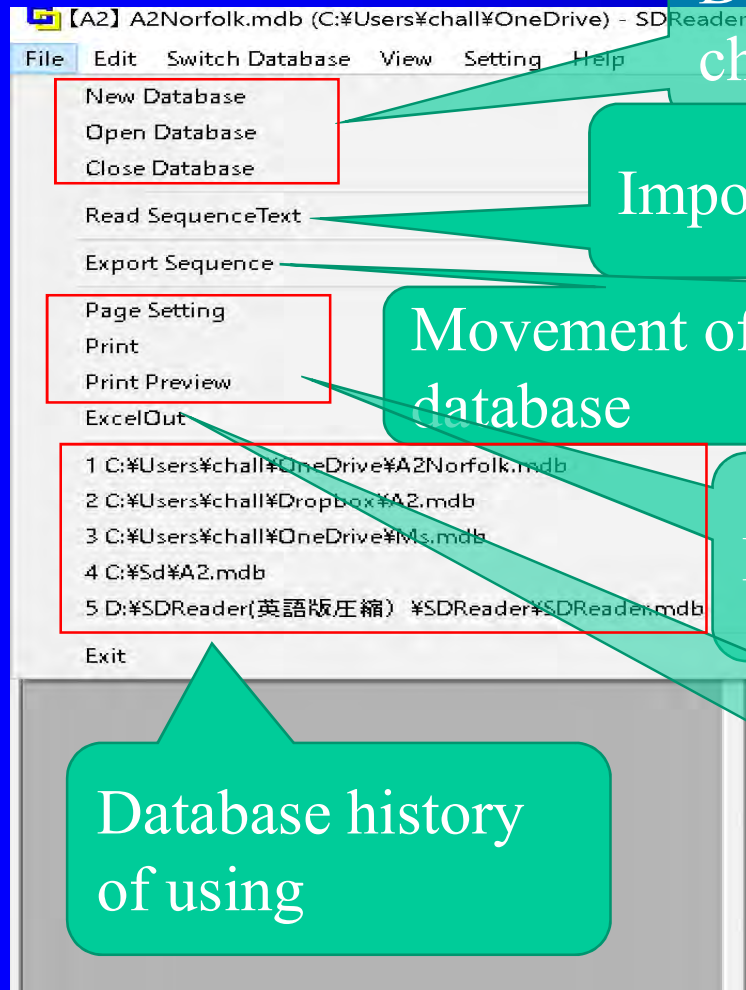 【A2】 A2Norfolk.mdb (C:¥Users¥chall¥OneDrive) - SDReader
File Edit Switch Database View Setting Help
New Database
Open Database
Close Database
Read SequenceText
Export Sequence
Page Setting
Print
Print Preview
ExcelOut
1 C:¥Users¥chall¥OneDrive¥A2Norfolk.mdb
2 C:¥Users¥chall¥Dropbox¥A2.mdb
3 C:¥Users¥chall¥OneDrive¥Ms.mdb
4 C:¥Sd¥A2.mdb
5 D:¥SDReader(英語版圧縮) ¥SDReader¥SDReader.mdb
Exit
Movement of
database
Database history
of using